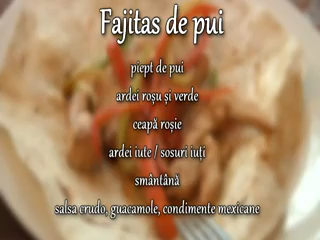 Fajitas de pui
piept de pui
ardei roșu și verde
ceapă roșie
ardei iute / sosuri iuți
smântână
salsa crudo, guacamole, condimente mexicane